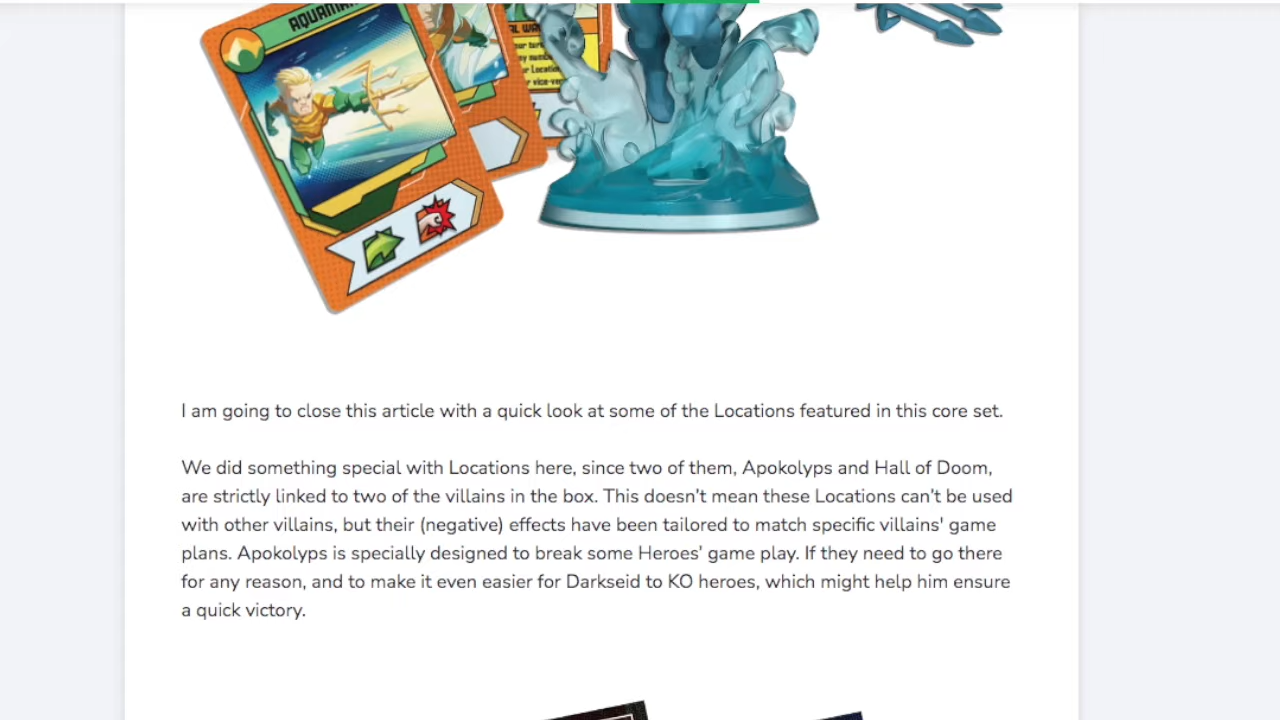 I am going to close this article with a quick look at some of the Locations featured in this core set.
We did something special with Locations here, since two of them, Apokolyps and Hall of Doom,
are strictly linked to two of the villains in the box. This doesn't mean these Locations can't be used
with other villains, but their (negative) effects have been tailored to match specific villains' game
plans. Apokolyps is specially designed to break some Heroes' game play. If they need to go there
for any reason, and to make it even easier for Darkseid to KO heroes, which might help him ensure
a quick victory.